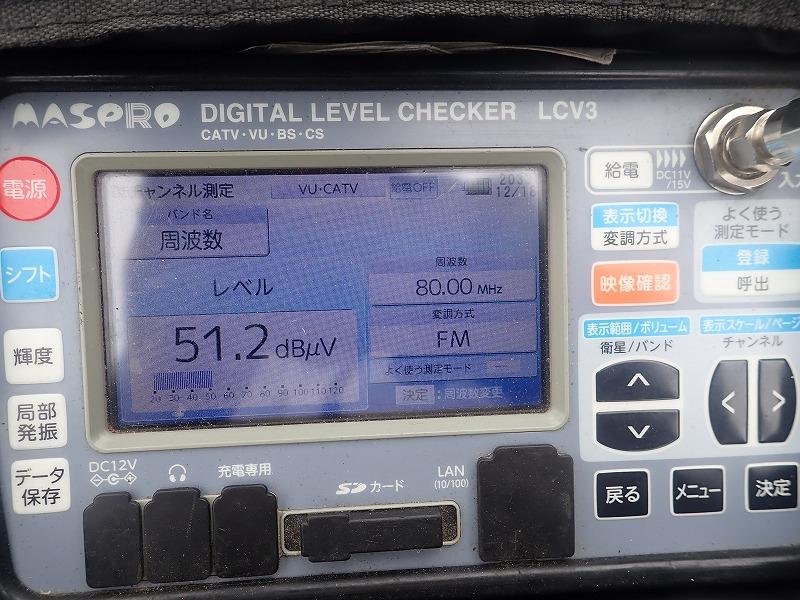 MASPRO DIGITAL LEVEL CHECKER LCV3
CATV・VU・BS・CS
電源
シフト
輝度
局部
発振
データ
保存
チャンネル測定 VU・CATV 給電OFF
12/18
バンド名
周波数
レベル
51.2 dBμV
20 30 40 50 60 70 80 90 100 110 120
周波数
80.00 MHz
変調方式
FM
よく使う測定モード
決定：周波数変更
給電
DC11V
/15V
入力
表示切換
変調方式
よく使う
測定モード
登録
呼出
映像確認
表示範囲/ボリューム
衛星/バンド
表示スケール/ページ
チャンネル
戻る
メニュー
決定
DC12V
充電専用
SDカード
LAN
(10/100)